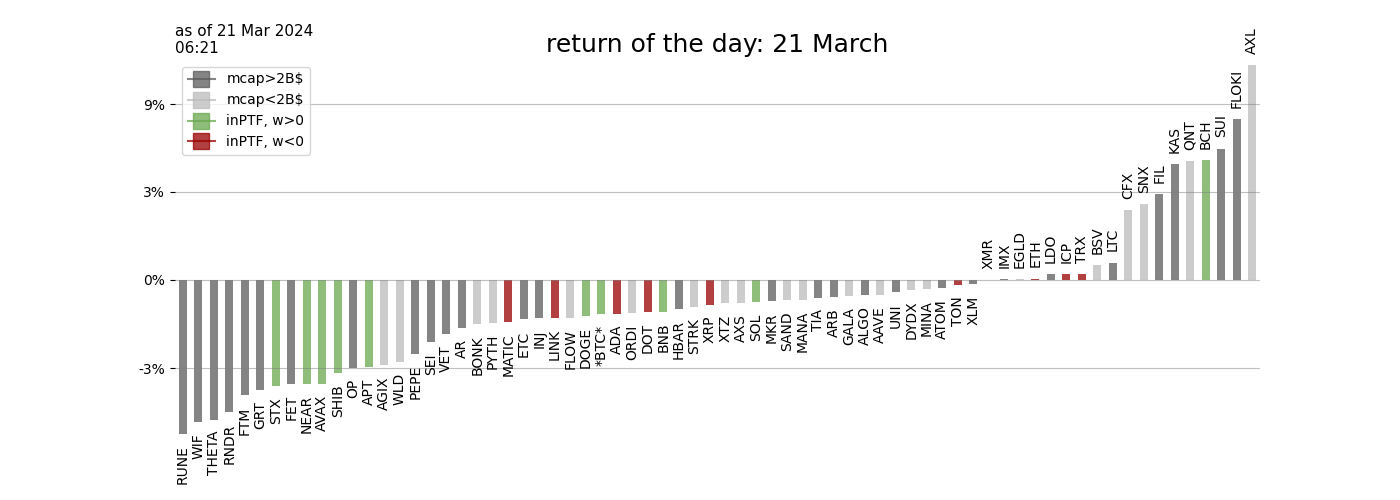 as of 21 Mar 2024
06:21
return of the day: 21 March
mcap>2B$
mcap<2B$
inPTF, w>0
inPTF, w<0
9%
3%
0%
-3%
RUNE
WIF
THETA
RNDR
FTM
GRT
STX
FET
NEAR
AVAX
SHIB
OP
APT
AGIX
WLD
PEPE
SEI
VET
AR
BONK
PYTH
MATIC
ETC
INJ
LINK
FLOW
DOGE
*BTC*
ADA
ORDI
DOT
BNB
HBAR
STRK
XRP
XTZ
AXS
SOL
MKR
SAND
MANA
TIA
ARB
GALA
ALGO
AAVE
UNI
DYDX
MINA
ATOM
TON
XLM
XMR
IMX
EGLD
ETH
LDO
ICP
TRX
BSV
LTC
CFX
SNX
FIL
KAS
QNT
BCH
SUI
FLOKI
AXL